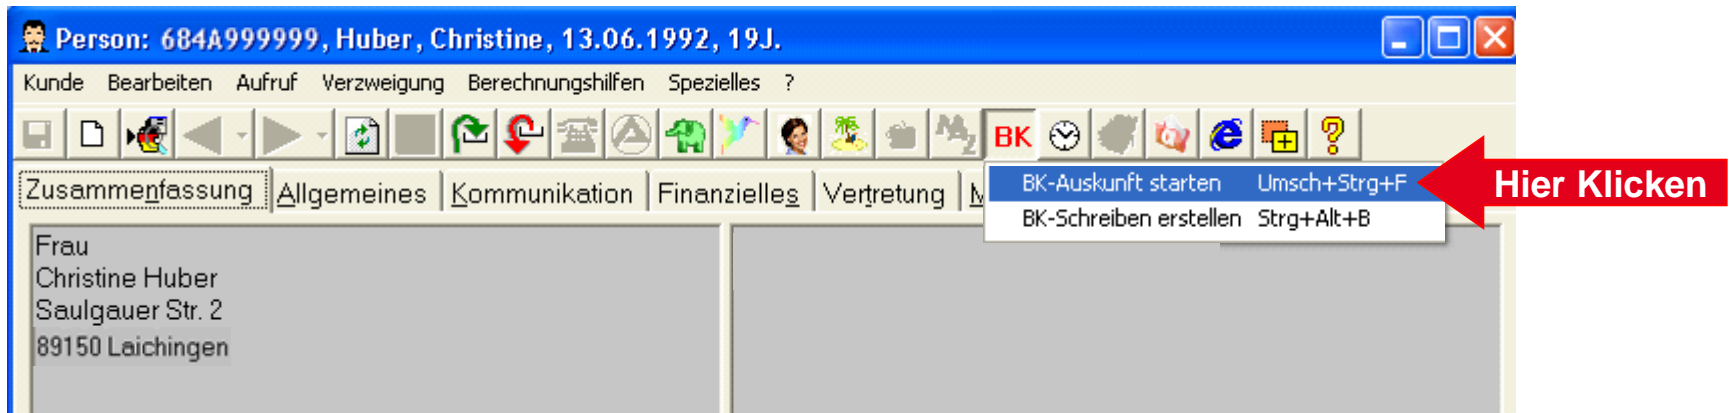 Person: 684A999999, Huber, Christine, 13.06.1992, 19J.
Kunde Bearbeiten Aufruf Verzweigung Berechnungshilfen Spezielles ?
BK
Zusammenfassung Allgemeines Kommunikation Finanzielles Vertretung M
BK-Auskunft starten Umsch+Strg+F
BK-Schreiben erstellen Strg+Alt+B
Hier Klicken
Frau
Christine Huber
Saulgauer Str. 2
89150 Laichingen